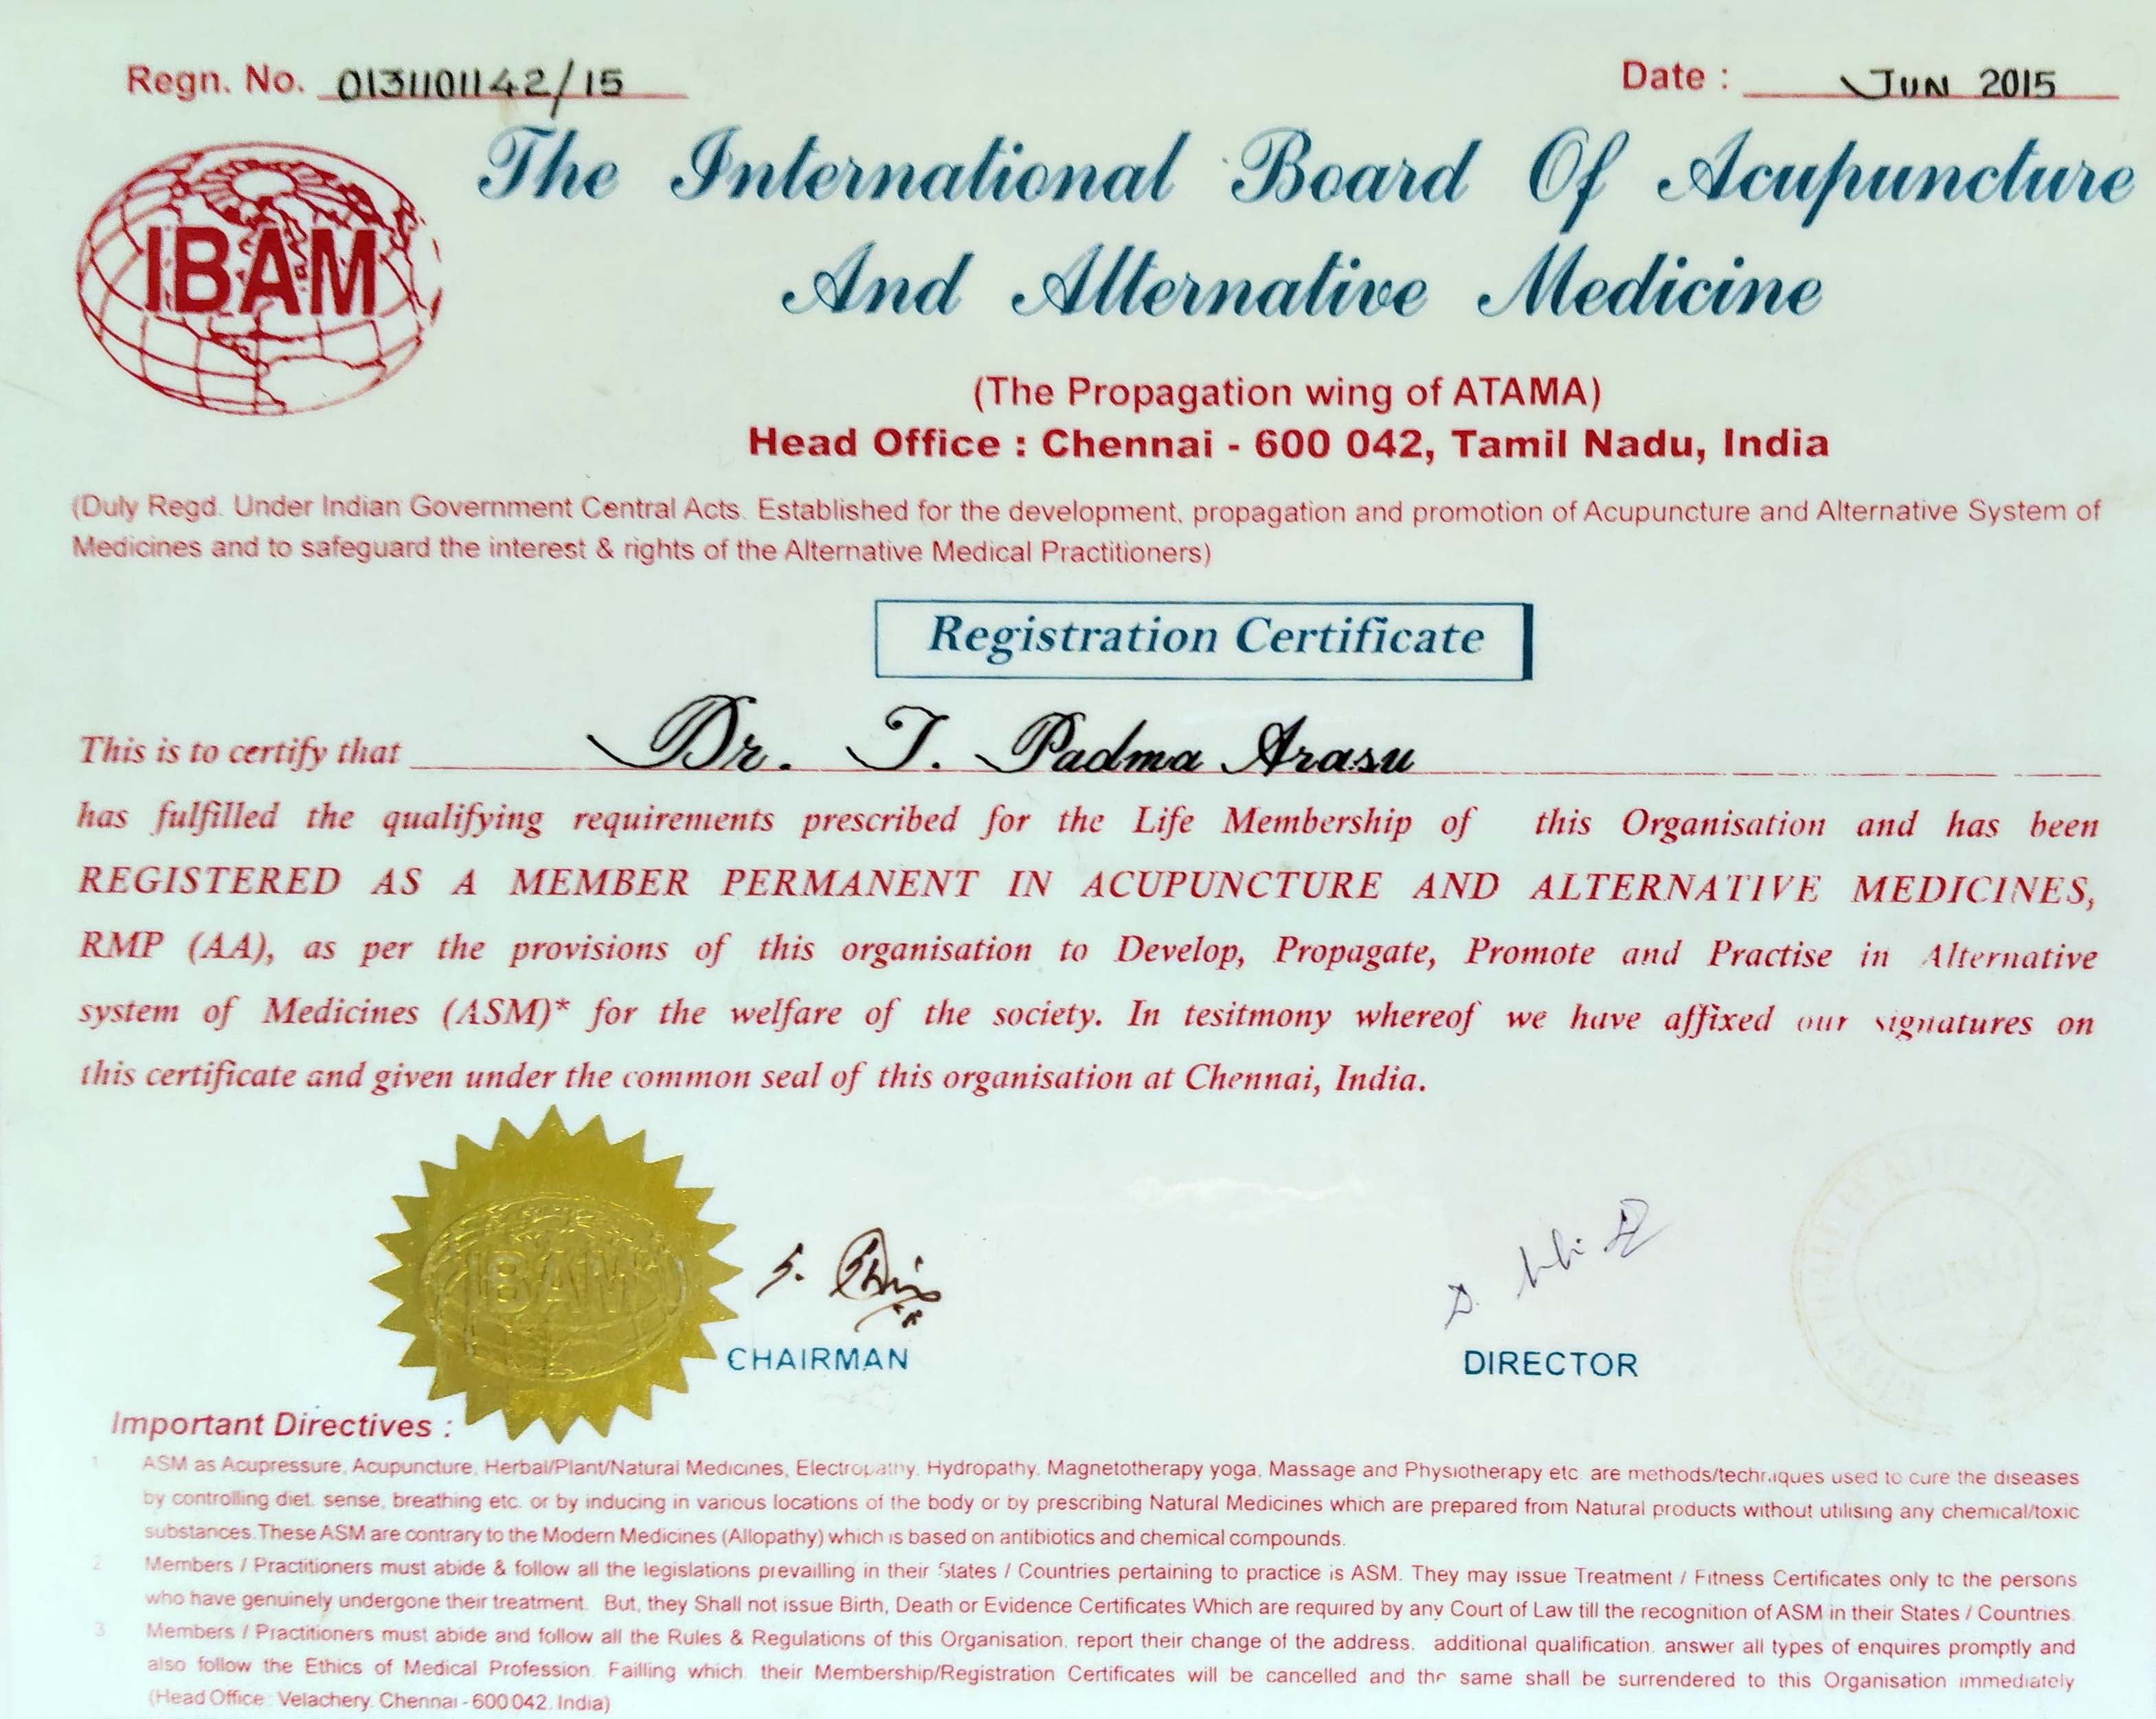 Regn. No. 0131101142/15
Date : JUN 2015
IBAM
The International Board Of Acupuncture
And Alternative Medicine
(The Propagation wing of ATAMA)
Head Office : Chennai - 600 042, Tamil Nadu, India
(Duly Regd. Under Indian Government Central Acts. Established for the development, propagation and promotion of Acupuncture and Alternative System of
Medicines and to safeguard the interest & rights of the Alternative Medical Practitioners)
Registration Certificate
This is to certify that Dr. T. Padma Arasu
has fulfilled the qualifying requirements prescribed for the Life Membership of this Organisation and has been
REGISTERED AS A MEMBER PERMANENT IN ACUPUNCTURE AND ALTERNATIVE MEDICINES,
RMP (AA), as per the provisions of this organisation to Develop, Propagate, Promote and Practise in Alternative
system of Medicines (ASM)* for the welfare of the society. In tesitmony whereof we have affixed our signatures on
this certificate and given under the common seal of this organisation at Chennai, India.
IBAM
CHAIRMAN
DIRECTOR
Important Directives :
1 ASM as Acupressure, Acupuncture, Herbal/Plant/Natural Medicines, Electropathy, Hydropathy, Magnetotherapy yoga, Massage and Physiotherapy etc. are methods/techniques used to cure the diseases
by controlling diet, sense, breathing etc. or by inducing in various locations of the body or by prescribing Natural Medicines which are prepared from Natural products without utilising any chemical/toxic
substances. These ASM are contrary to the Modern Medicines (Allopathy) which is based on antibiotics and chemical compounds.
2 Members / Practitioners must abide & follow all the legislations prevailling in their States / Countries pertaining to practice is ASM. They may issue Treatment / Fitness Certificates only to the persons
who have genuinely undergone their treatment. But, they Shall not issue Birth, Death or Evidence Certificates Which are required by any Court of Law till the recognition of ASM in their States / Countries.
3 Members / Practitioners must abide and follow all the Rules & Regulations of this Organisation, report their change of the address, additional qualification, answer all types of enquires promptly and
also follow the Ethics of Medical Profession. Failling which, their Membership/Registration Certificates will be cancelled and the same shall be surrendered to this Organisation immediately
(Head Office : Velachery, Chennai - 600 042, India)